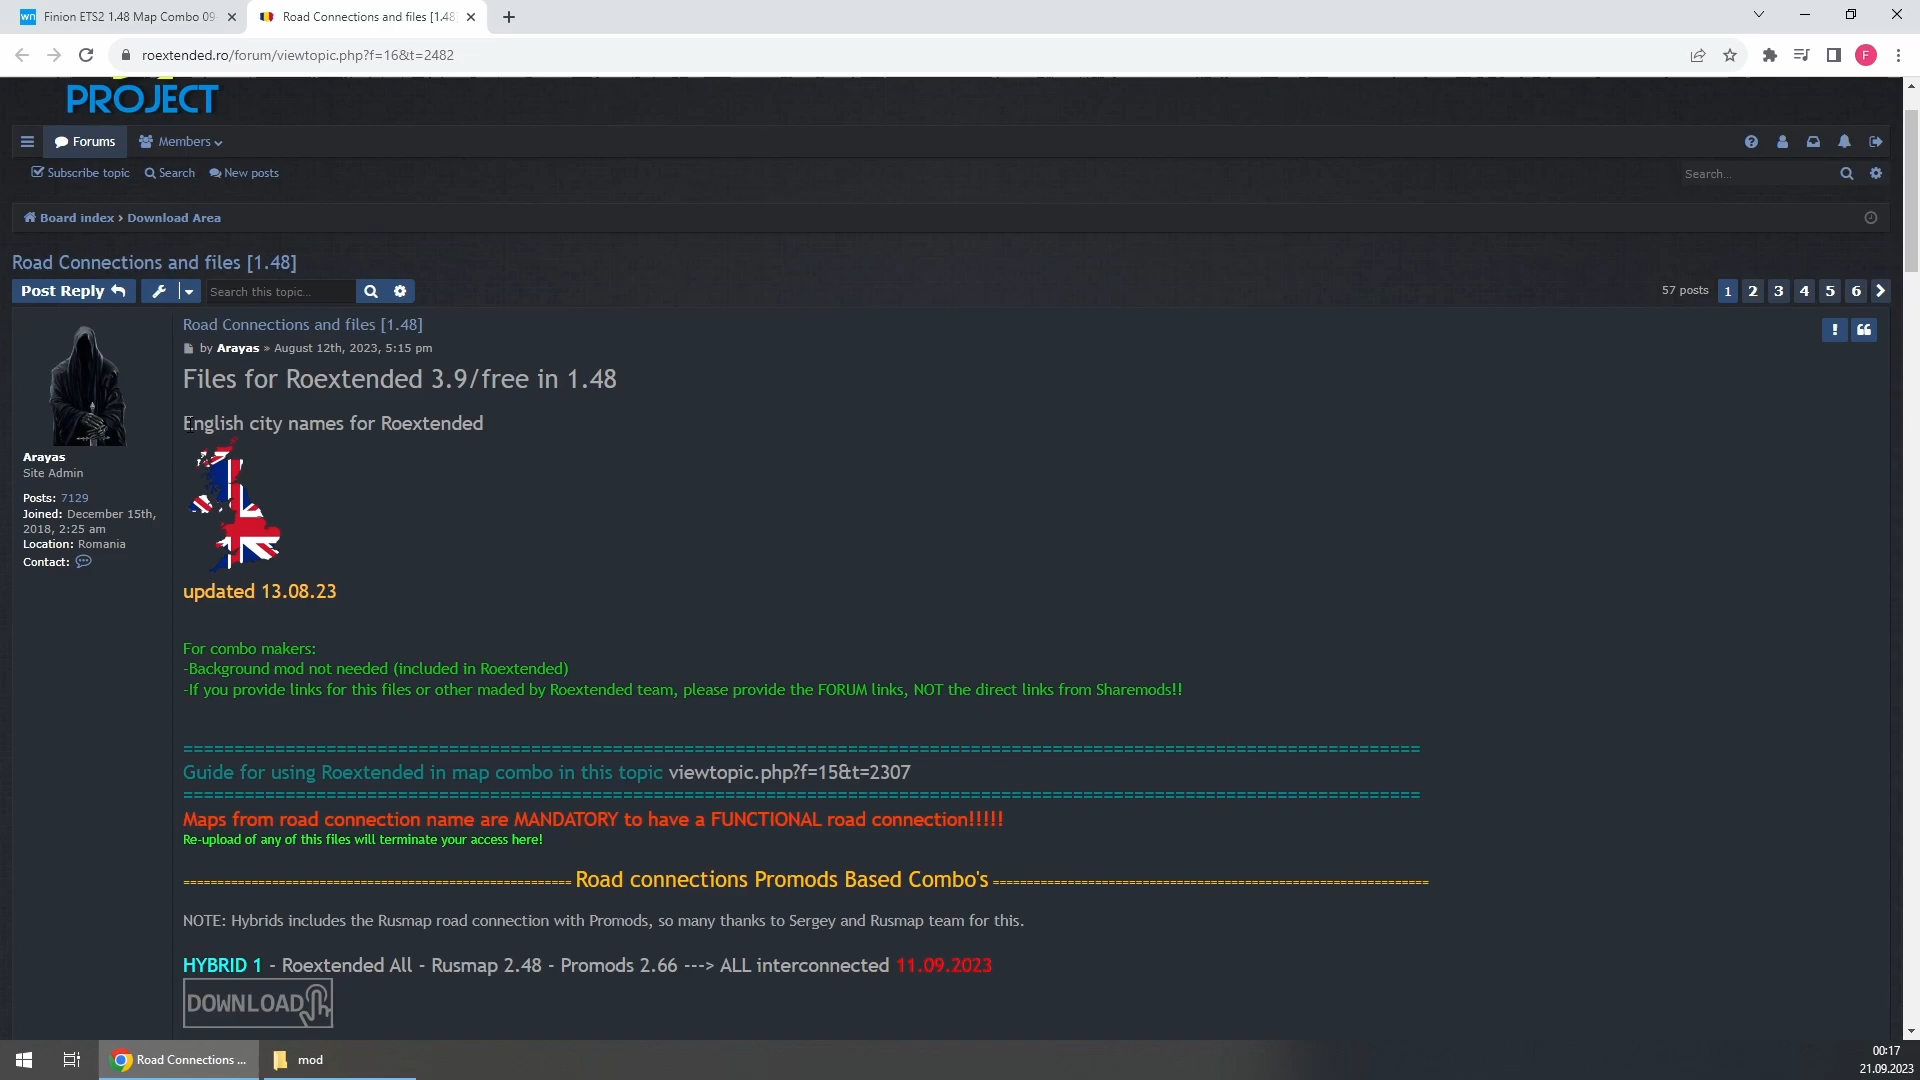 Finion ETS2 1.48 Map Combo 09-
Road Connections and files [1.48]
roextended.ro/forum/viewtopic.php?f=16&t=2482
F
PROJECT
Forums
Members
Subscribe topic
Search
New posts
Search...
Board index › Download Area
Road Connections and files [1.48]
Post Reply
Search this topic...
57 posts
1 2 3 4 5 6
Road Connections and files [1.48]
by Arayas » August 12th, 2023, 5:15 pm
Files for Roextended 3.9/free in 1.48
English city names for Roextended
Arayas
Site Admin
Posts: 7129
Joined: December 15th,
2018, 2:25 am
Location: Romania
Contact:
updated 13.08.23
For combo makers:
-Background mod not needed (included in Roextended)
-If you provide links for this files or other maded by Roextended team, please provide the FORUM links, NOT the direct links from Sharemods!!
Guide for using Roextended in map combo in this topic viewtopic.php?f=15&t=2307
Maps from road connection name are MANDATORY to have a FUNCTIONAL road connection!!!!!
Re-upload of any of this files will terminate your access here!
Road connections Promods Based Combo's
NOTE: Hybrids includes the Rusmap road connection with Promods, so many thanks to Sergey and Rusmap team for this.
HYBRID 1 - Roextended All - Rusmap 2.48 - Promods 2.66 ---> ALL interconnected 11.09.2023
DOWNLOAD
Road Connections ...
mod
00:17
21.09.2023